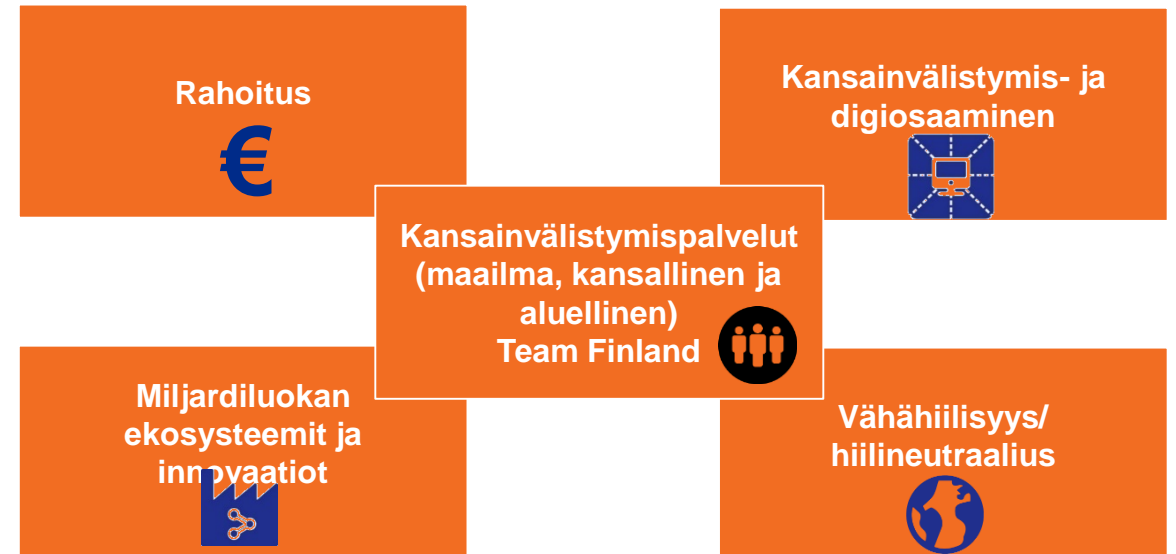 Rahoitus
€
Kansainvälistymis- ja
digiosaaminen
Kansainvälistymispalvelut
(maailma, kansallinen ja
aluellinen)
Team Finland
Miljardiluokan
ekosysteemit ja
innovaatiot
Vähähiilisyys/
hiilineutraalius